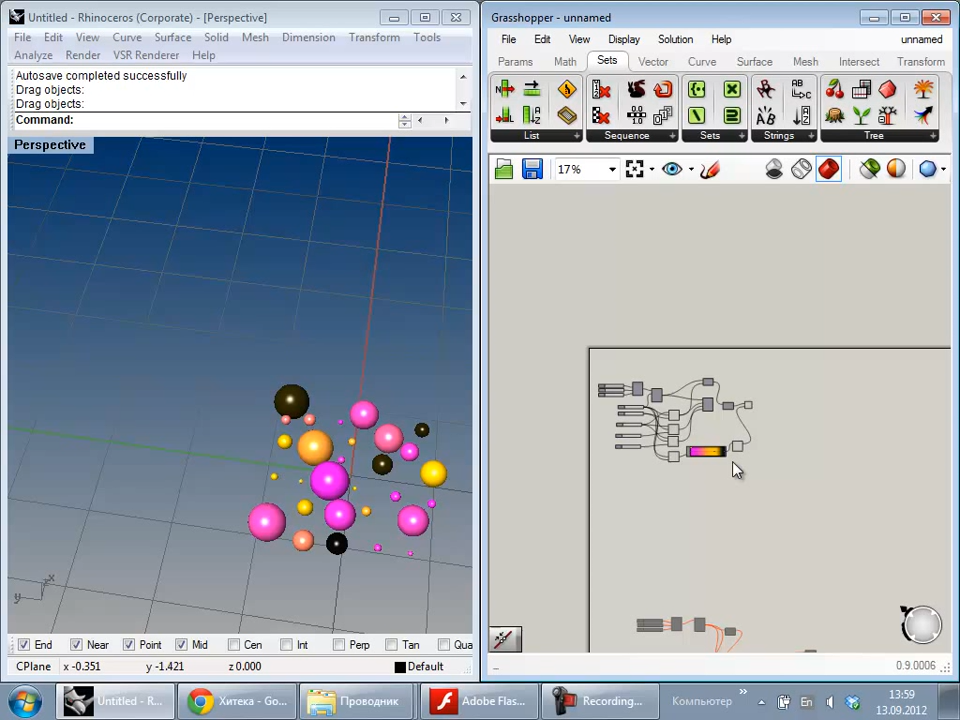 Untitled - Rhinoceros (Corporate) - [Perspective]
File Edit View Curve Surface Solid Mesh Dimension Transform Tools
Analyze Render VSR Renderer Help
Autosave completed successfully
Drag objects:
Drag objects:
Command:
Perspective
y x
End Near Point Mid Cen Int Perp Tan Qua
CPlane x -0.351 y -1.421 z 0.000 Default
Grasshopper - unnamed
File Edit View Display Solution Help unnamed
Params Math Sets Vector Curve Surface Mesh Intersect Transform
List Sequence Sets Strings Tree
17%
0.9.0006
Untitled - R...
Хитека - Go...
Проводник
Adobe Flas...
Recording...
Компьютер
»
En
13:59
13.09.2012